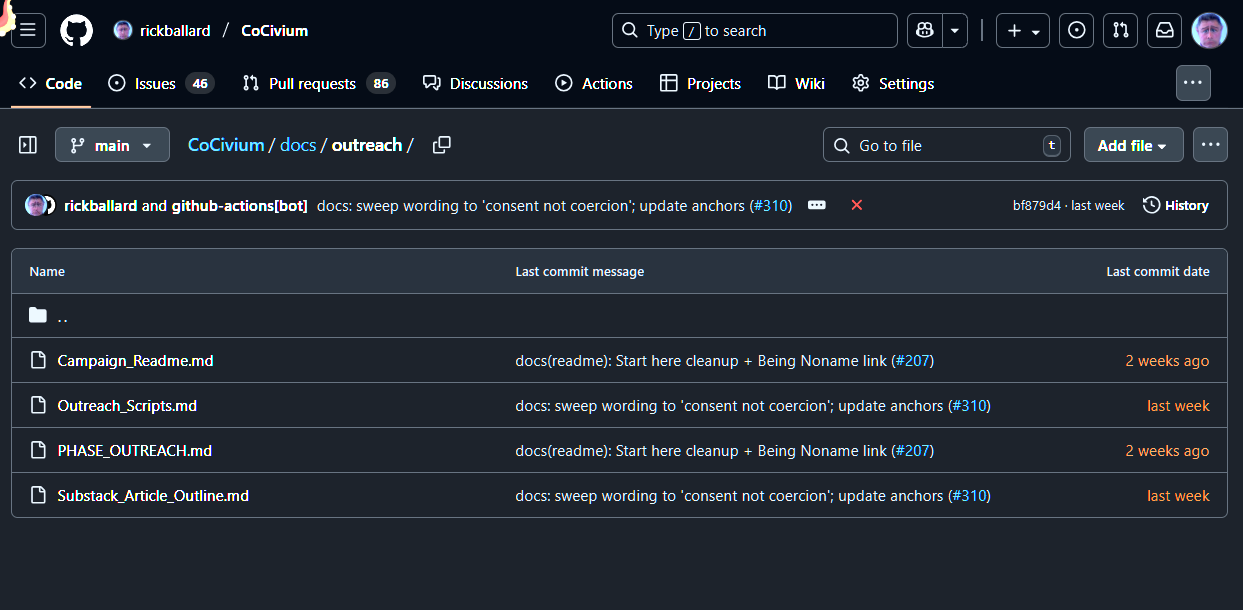 rickballard / CoCivium Type / to search
Code Issues 46 Pull requests 86 Discussions Actions Projects Wiki Settings
main CoCivium / docs / outreach / Go to file t Add file
rickballard and github-actions[bot] docs: sweep wording to 'consent not coercion'; update anchors (#310) bf879d4 · last week History
Name Last commit message Last commit date
..
Campaign_Readme.md docs(readme): Start here cleanup + Being Noname link (#207) 2 weeks ago
Outreach_Scripts.md docs: sweep wording to 'consent not coercion'; update anchors (#310) last week
PHASE_OUTREACH.md docs(readme): Start here cleanup + Being Noname link (#207) 2 weeks ago
Substack_Article_Outline.md docs: sweep wording to 'consent not coercion'; update anchors (#310) last week